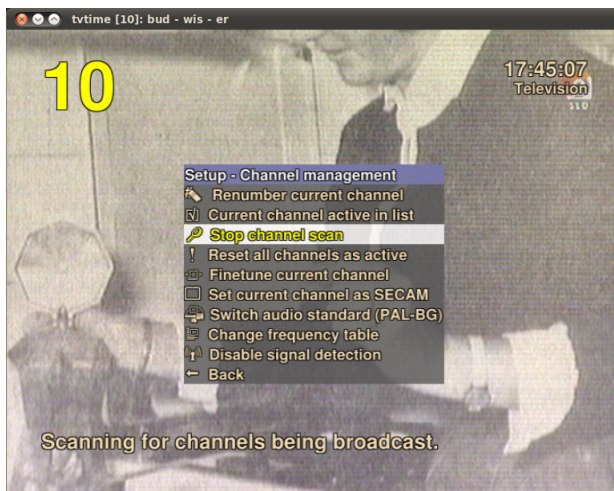 tvtime [10]: bud - wis - er
10
17:45:07
Television
SLO
Setup - Channel management
Renumber current channel
Current channel active in list
Stop channel scan
Reset all channels as active
Finetune current channel
Set current channel as SECAM
Switch audio standard (PAL-BG)
Change frequency table
Disable signal detection
Back
Scanning for channels being broadcast.